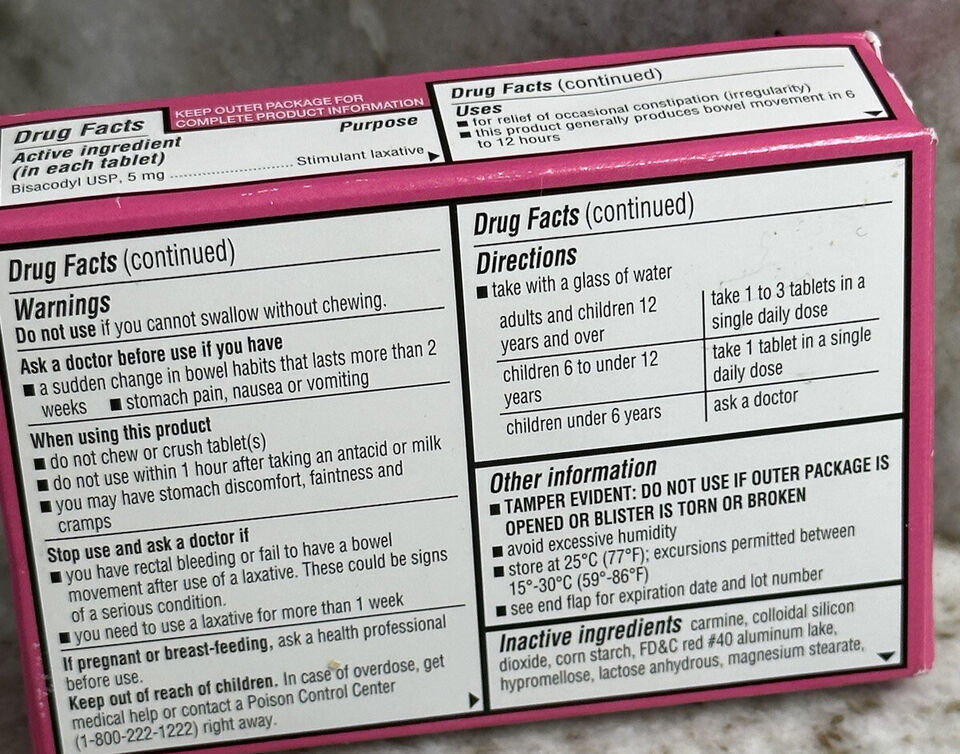 Drug Facts
KEEP OUTER PACKAGE FOR
COMPLETE PRODUCT INFORMATION
Active ingredient
(in each tablet)
Purpose
Bisacodyl USP, 5 mg ........................ Stimulant laxative
Drug Facts (continued)
Uses
■ for relief of occasional constipation (irregularity)
■ this product generally produces bowel movement in 6
to 12 hours
Drug Facts (continued)
Warnings
Do not use if you cannot swallow without chewing.
Ask a doctor before use if you have
■ a sudden change in bowel habits that lasts more than 2
weeks ■ stomach pain, nausea or vomiting
When using this product
■ do not chew or crush tablet(s)
■ do not use within 1 hour after taking an antacid or milk
■ you may have stomach discomfort, faintness and
cramps
Stop use and ask a doctor if
■ you have rectal bleeding or fail to have a bowel
movement after use of a laxative. These could be signs
of a serious condition.
■ you need to use a laxative for more than 1 week
If pregnant or breast-feeding, ask a health professional
before use.
Keep out of reach of children. In case of overdose, get
medical help or contact a Poison Control Center
(1-800-222-1222) right away.
Drug Facts (continued)
Directions
■ take with a glass of water
adults and children 12
years and over
take 1 to 3 tablets in a
single daily dose
children 6 to under 12
years
take 1 tablet in a single
daily dose
children under 6 years
ask a doctor
Other information
■ TAMPER EVIDENT: DO NOT USE IF OUTER PACKAGE IS
OPENED OR BLISTER IS TORN OR BROKEN
■ avoid excessive humidity
■ store at 25°C (77°F); excursions permitted between
15°-30°C (59°-86°F)
■ see end flap for expiration date and lot number
Inactive ingredients carmine, colloidal silicon
dioxide, corn starch, FD&C red #40 aluminum lake,
hypromellose, lactose anhydrous, magnesium stearate,